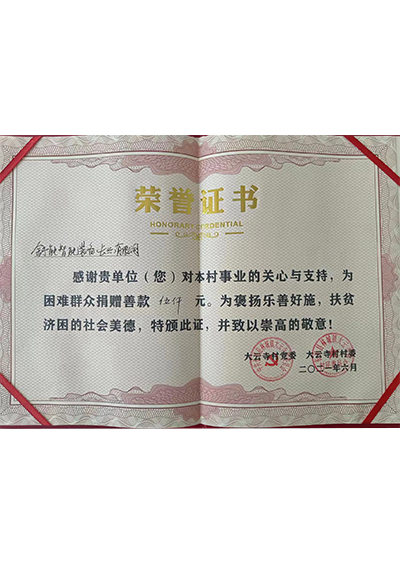 荣誉证书
HONORARY CREDENTIAL
感谢贵单位（您）对本村事业的关心与支持，为
困难群众捐赠善款 伍仟 元。为褒扬乐善好施，扶贫
济困的社会美德，特颁此证，并致以崇高的敬意！
大云寺村党委 大云寺村村委
二〇二一年六月